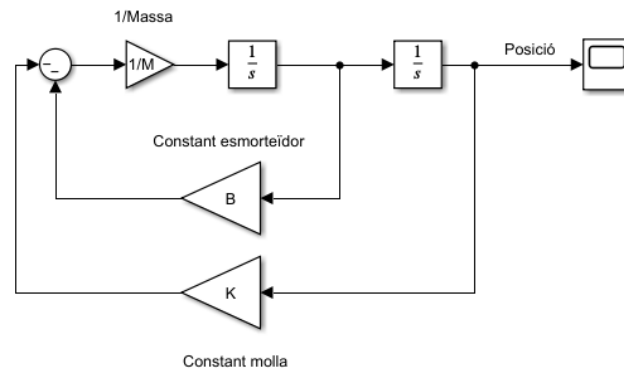 1/Massa
1/M
1
s
1
s
Posició
Constant esmorteïdor
B
K
Constant molla